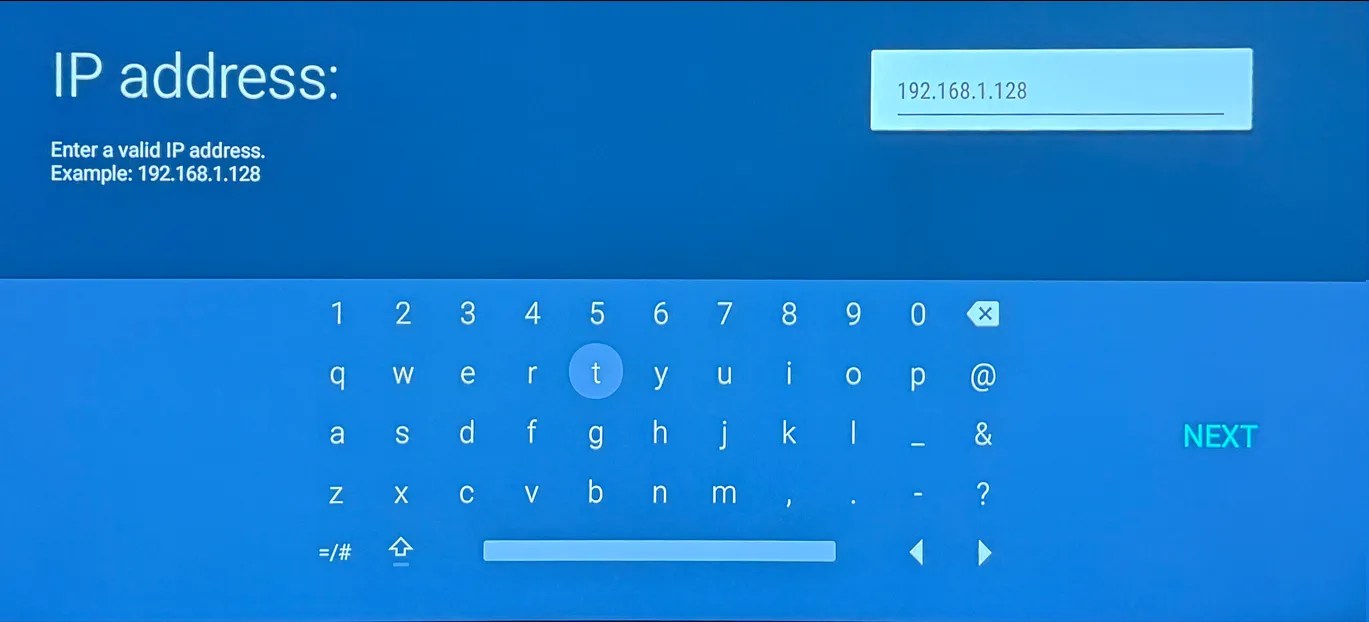 IP address:
192.168.1.128
Enter a valid IP address.
Example: 192.168.1.128
1 2 3 4 5 6 7 8 9 0
q w e r t y u i o p @
a s d f g h j k l _ &
NEXT
z x c v b n m , . - ?
=/#